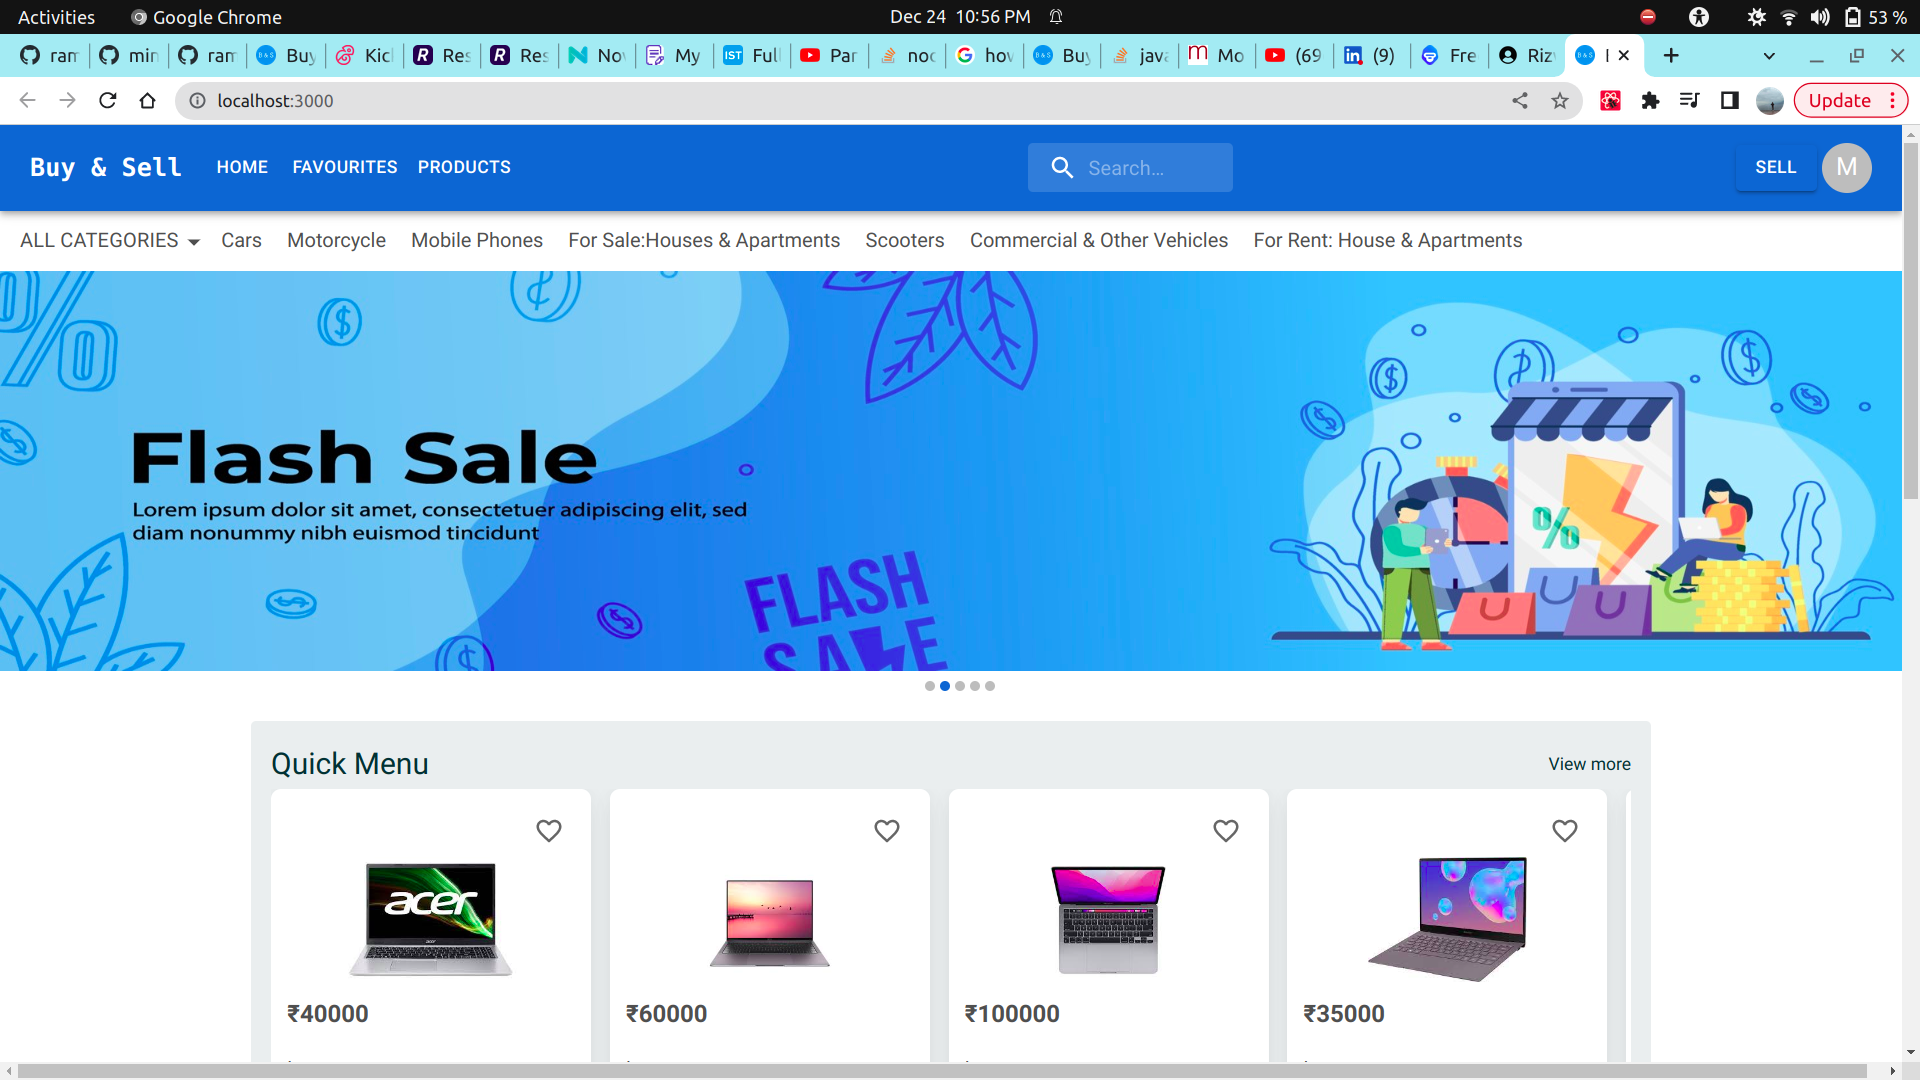 Activities Google Chrome Dec 24 10:56 PM 53 %
ran min ran Buy Kic Res Res Nov My Full Par noc how Buy java Mo (69 (9) Fre Riz
localhost:3000 Update
Buy & Sell HOME FAVOURITES PRODUCTS Search... SELL M
ALL CATEGORIES Cars Motorcycle Mobile Phones For Sale:Houses & Apartments Scooters Commercial & Other Vehicles For Rent: House & Apartments
Flash Sale
Lorem ipsum dolor sit amet, consectetuer adipiscing elit, sed
diam nonummy nibh euismod tincidunt
FLASH
SALE
Quick Menu View more
acer
₹40000 ₹60000 ₹100000 ₹35000